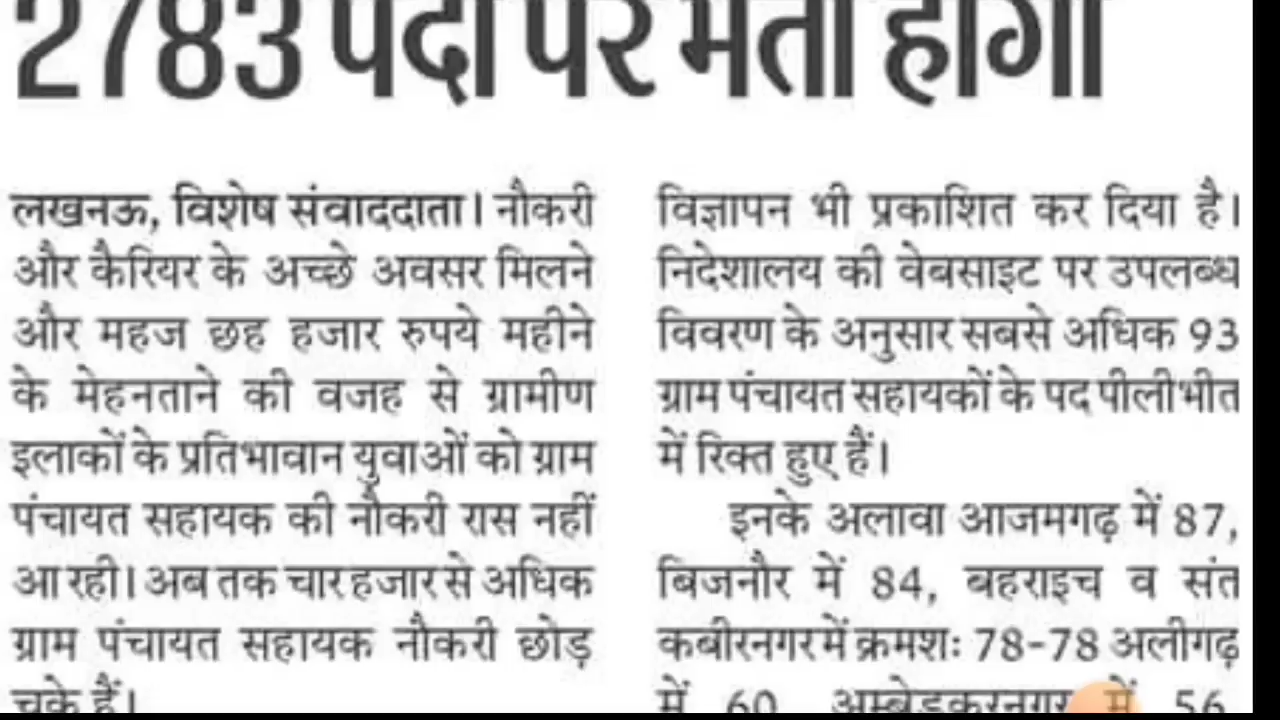 2783 पदों पर भर्ती होगी
लखनऊ, विशेष संवाददाता। नौकरी
और कैरियर के अच्छे अवसर मिलने
और महज छह हजार रुपये महीने
के मेहनताने की वजह से ग्रामीण
इलाकों के प्रतिभावान युवाओं को ग्राम
पंचायत सहायक की नौकरी रास नहीं
आ रही। अब तक चार हजार से अधिक
ग्राम पंचायत सहायक नौकरी छोड़
चुके हैं।
विज्ञापन भी प्रकाशित कर दिया है।
निदेशालय की वेबसाइट पर उपलब्ध
विवरण के अनुसार सबसे अधिक 93
ग्राम पंचायत सहायकों के पद पीलीभीत
में रिक्त हुए हैं।
इनके अलावा आजमगढ़ में 87,
बिजनौर में 84, बहराइच व संत
कबीरनगर में क्रमशः 78-78 अलीगढ़
में 60, अम्बेडकरनगर में 56,